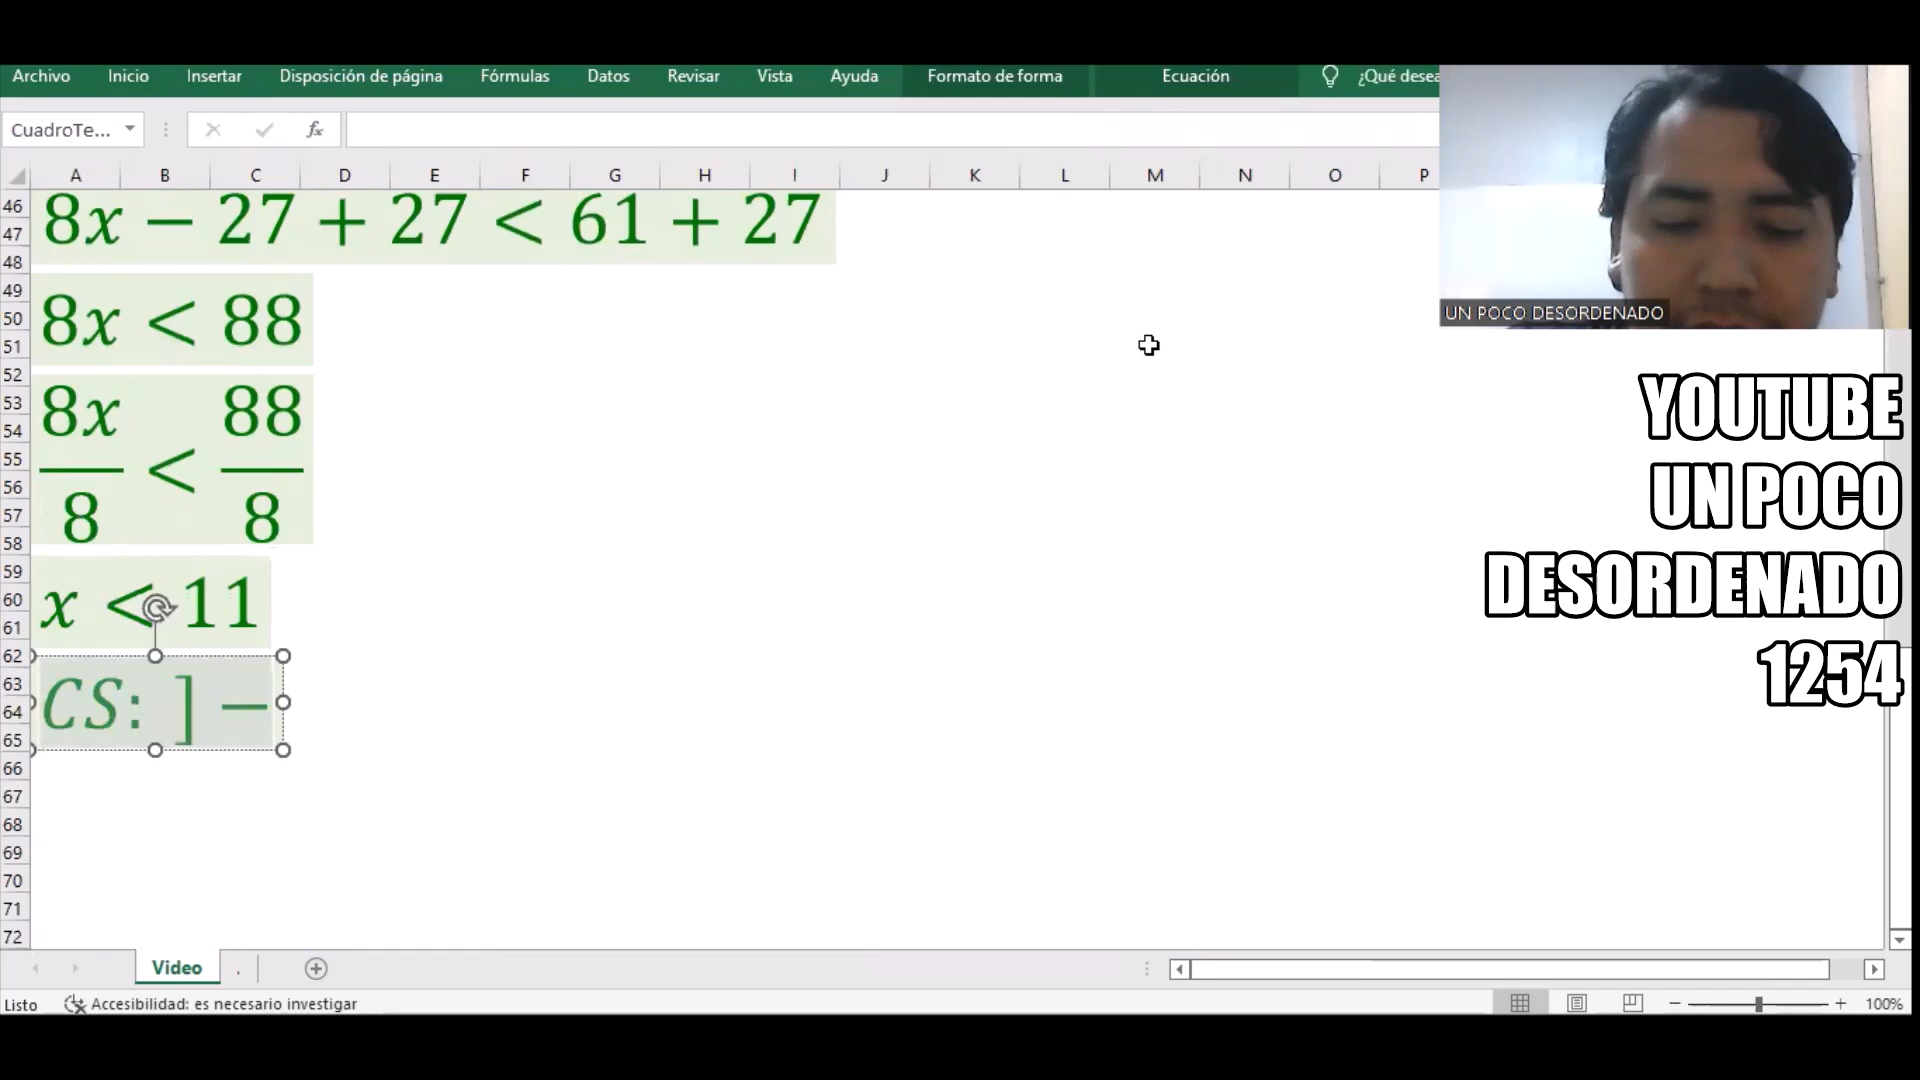 Archivo Inicio Insertar Disposición de página Fórmulas Datos Revisar Vista Ayuda Formato de forma Ecuación ¿Qué desea
CuadroTe... fx
A B C D E F G H I J K L M N O P
46
47
48
49
50
51
52
53
54
55
56
57
58
59
60
61
62
63
64
65
66
67
68
69
70
71
72
8x − 27 + 27 < 61 + 27
8x < 88
8x/8 < 88/8
x < 11
CS: ] −
UN POCO DESORDENADO
YOUTUBE
UN POCO
DESORDENADO
1254
Video .
Listo Accesibilidad: es necesario investigar 100%